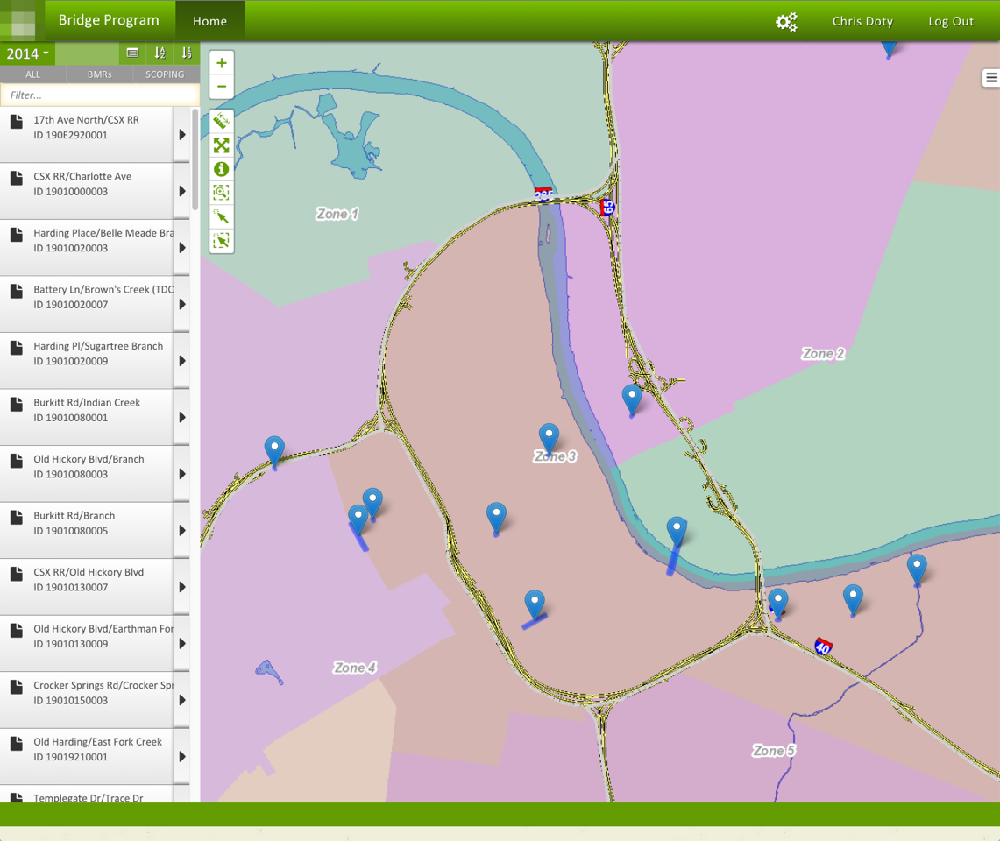 Bridge Program
Home
Chris Doty
Log Out
2014
ALL
BMRs
SCOPING
Filter...
17th Ave North/CSX RR
ID 190E2920001
CSX RR/Charlotte Ave
ID 19010000003
Harding Place/Belle Meade Bra
ID 19010020003
Battery Ln/Brown's Creek (TDO
ID 19010020007
Harding Pl/Sugartree Branch
ID 19010020009
Burkitt Rd/Indian Creek
ID 19010080001
Old Hickory Blvd/Branch
ID 19010080003
Burkitt Rd/Branch
ID 19010080005
CSX RR/Old Hickory Blvd
ID 19010130007
Old Hickory Blvd/Earthman For
ID 19010130009
Crocker Springs Rd/Crocker Spr
ID 19010150003
Old Harding/East Fork Creek
ID 19019210001
Templegate Dr/Trace Dr
+
−
Zone 1
265
65
Zone 2
Zone 3
Zone 4
40
Zone 5